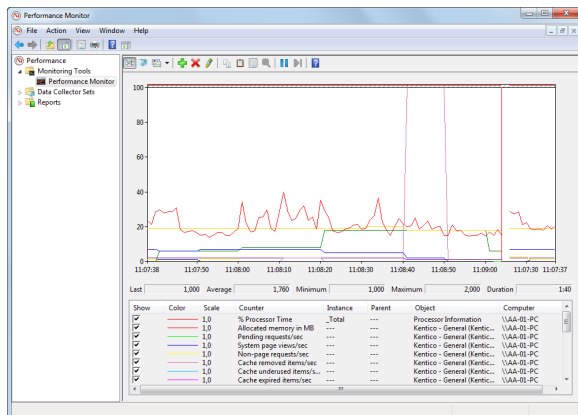 Performance Monitor
File Action View Window Help
Performance
Monitoring Tools
Performance Monitor
Data Collector Sets
Reports
100
80
60
40
20
0
11:07:38 11:07:50 11:08:00 11:08:10 11:08:20 11:08:30 11:08:40 11:08:50 11:09:00 11:07:30 11:07:37
Last 1,000 Average 1,760 Minimum 1,000 Maximum 2,000 Duration 1:40
Show Color Scale Counter Instance Parent Object Computer
1,0 % Processor Time _Total --- Processor Information \\AA-01-PC
1,0 Allocated memory in MB --- --- Kentico - General (Kentic... \\AA-01-PC
1,0 Pending requests/sec --- --- Kentico - General (Kentic... \\AA-01-PC
1,0 System page views/sec --- --- Kentico - General (Kentic... \\AA-01-PC
1,0 Non-page requests/sec --- --- Kentico - General (Kentic... \\AA-01-PC
1,0 Cache removed items/sec --- --- Kentico - General (Kentic... \\AA-01-PC
1,0 Cache underused items/s... --- --- Kentico - General (Kentic... \\AA-01-PC
1,0 Cache expired items/sec --- --- Kentico - General (Kentic... \\AA-01-PC